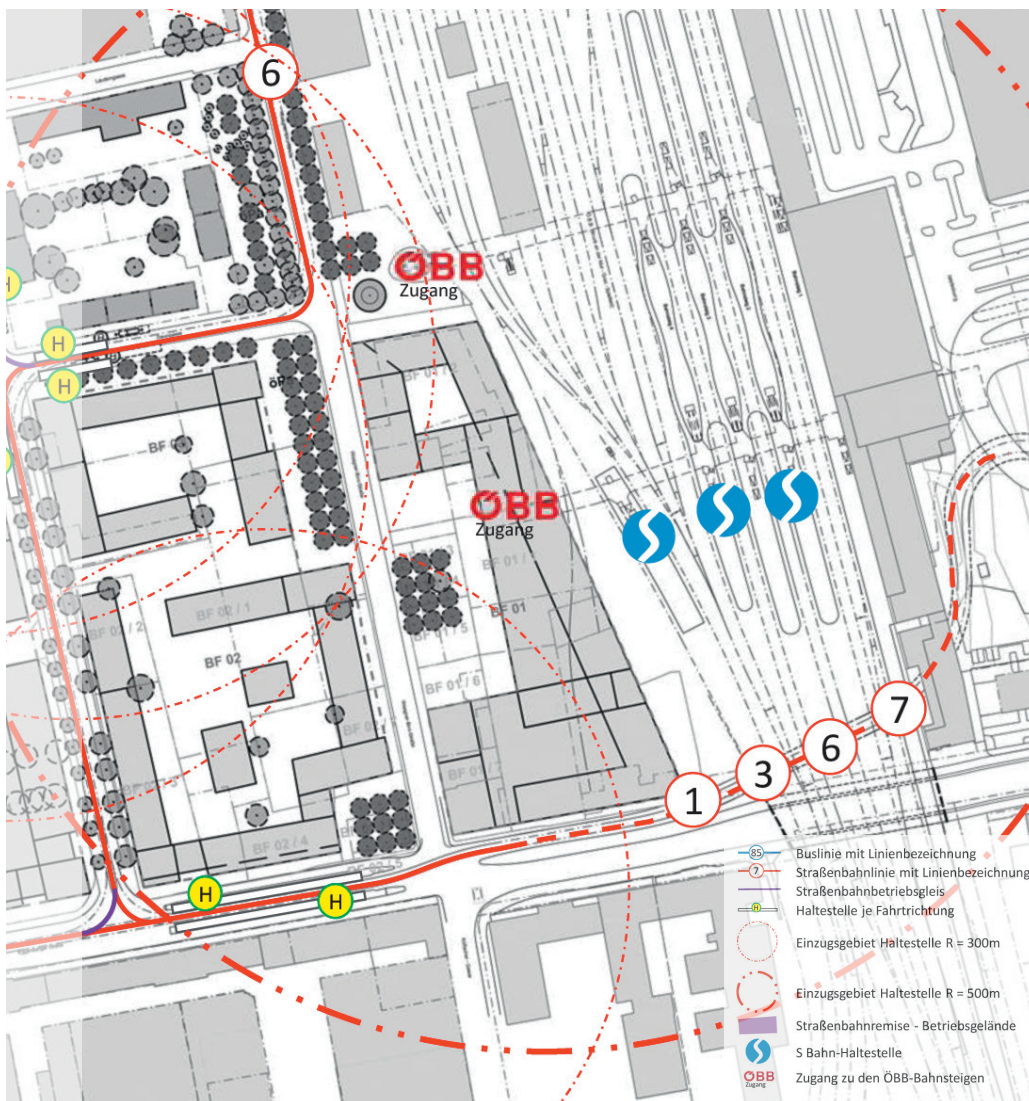 6
H
H
H
ÖBB
Zugang
ÖBB
Zugang
BF 01 /
BF 01
BF 02 / 1
BF 02 / 2
BF 02
BF 01 / 5
BF 01 / 6
BF 02 / 4
7
6
3
1
H
H
85 Buslinie mit Linienbezeichnung
7 Straßenbahnlinie mit Linienbezeichnung
Straßenbahnbetriebsgleis
H Haltestelle je Fahrtrichtung
Einzugsgebiet Haltestelle R = 300m
Einzugsgebiet Haltestelle R = 500m
Straßenbahnremise - Betriebsgelände
S Bahn-Haltestelle
ÖBB Zugang Zugang zu den ÖBB-Bahnsteigen